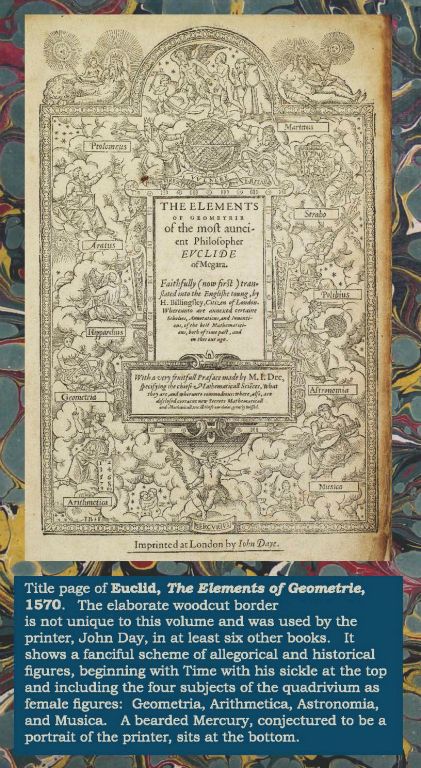 Ptolomeus
Marinus
Aratus
Strabo
Hipparchus
Polibius
Geometria
Astronomia
Arithmetica
Musica
THE ELEMENTS
OF GEOMETRIE
of the most aunci-
ent Philosopher
EVCLIDE
of Megara.
Faithfully (now first) tran-
slated into the Englishe toung, by
H. Billingsley, Citizen of London.
Whereunto are annexed certaine
Scholies, Annotations, and Inuenti-
ons, of the best Mathematici-
ens, both of time past, and
in this our age.
With a very fruitfull Præface made by M. I. Dee,
specifying the chiefe Mathematicall Sciẽces, what
they are, and wherunto commodious: where, also, are
disclosed certaine new Secrets Mathematicall
and Mechanicall, vntill these our daies, greatly missed.
MERCVRIVS
Imprinted at London by Iohn Daye.
Title page of Euclid, The Elements of Geometrie,
1570. The elaborate woodcut border
is not unique to this volume and was used by the
printer, John Day, in at least six other books. It
shows a fanciful scheme of allegorical and historical
figures, beginning with Time with his sickle at the top
and including the four subjects of the quadrivium as
female figures: Geometria, Arithmetica, Astronomia,
and Musica. A bearded Mercury, conjectured to be a
portrait of the printer, sits at the bottom.